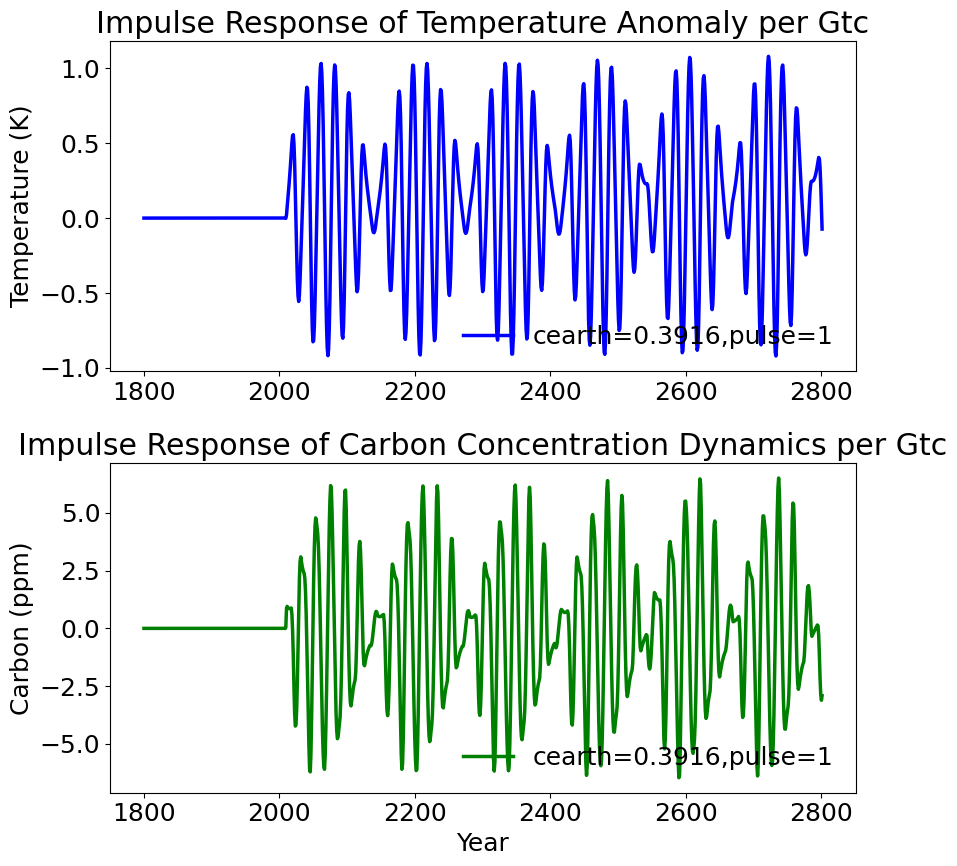 Impulse Response of Temperature Anomaly per Gtc
Temperature (K)
1.0
0.5
0.0
−0.5
−1.0
cearth=0.3916,pulse=1
1800 2000 2200 2400 2600 2800
Impulse Response of Carbon Concentration Dynamics per Gtc
Carbon (ppm)
5.0
2.5
0.0
−2.5
−5.0
cearth=0.3916,pulse=1
1800 2000 2200 2400 2600 2800
Year